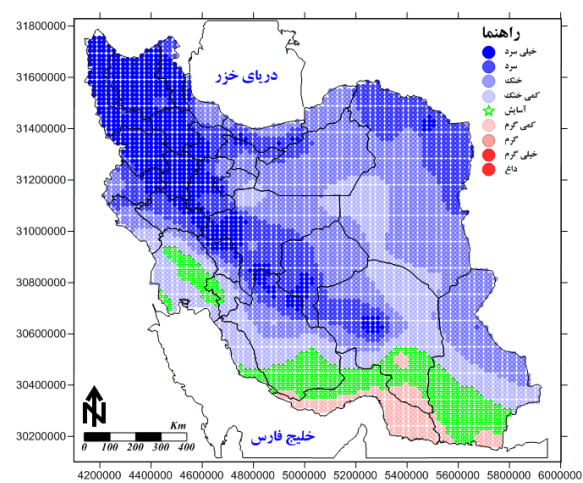 31800000
31600000
31400000
31200000
31000000
30800000
30600000
30400000
30200000
راهنما
خیلی سرد
سرد
خنک
کمی خنک
آسایش
کمی گرم
گرم
خیلی گرم
داغ
دریای خزر
خلیج فارس
N
Km
0 100 200 300 400
4200000 4400000 4600000 4800000 5000000 5200000 5400000 5600000 5800000 6000000